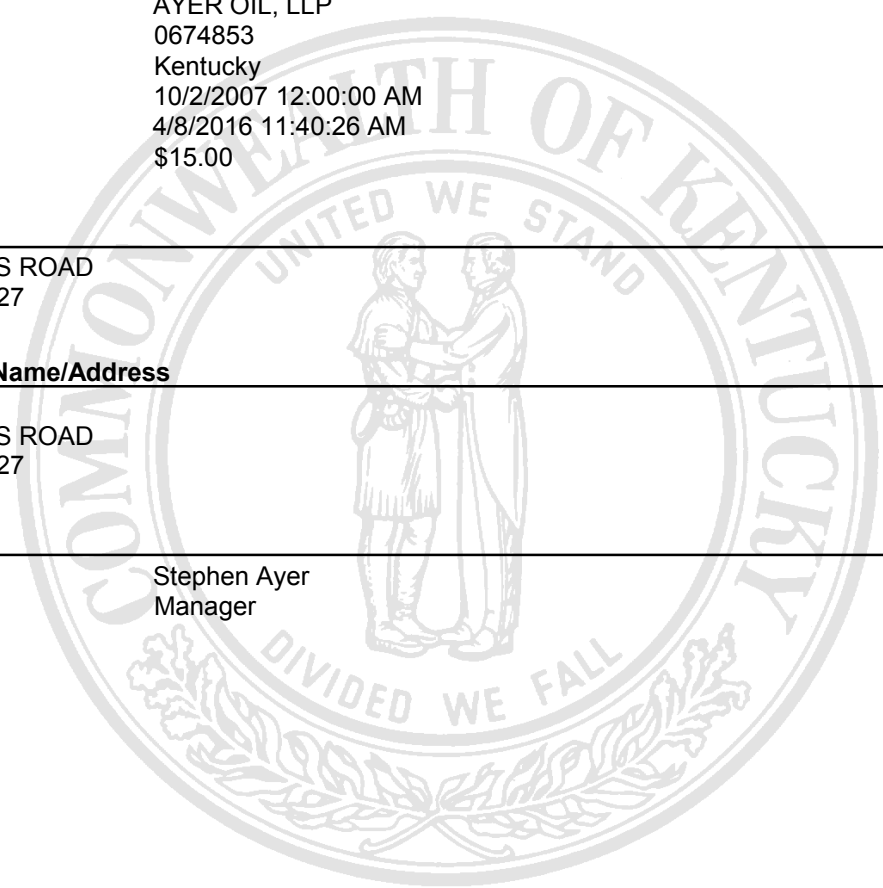 AYER OIL, LLP
0674853
Kentucky
10/2/2007 12:00:00 AM
4/8/2016 11:40:26 AM
$15.00
COMMONWEALTH OF KENTUCKY
UNITED WE STAND
S ROAD
27
Name/Address
S ROAD
27
Stephen Ayer
Manager
DIVIDED WE FALL